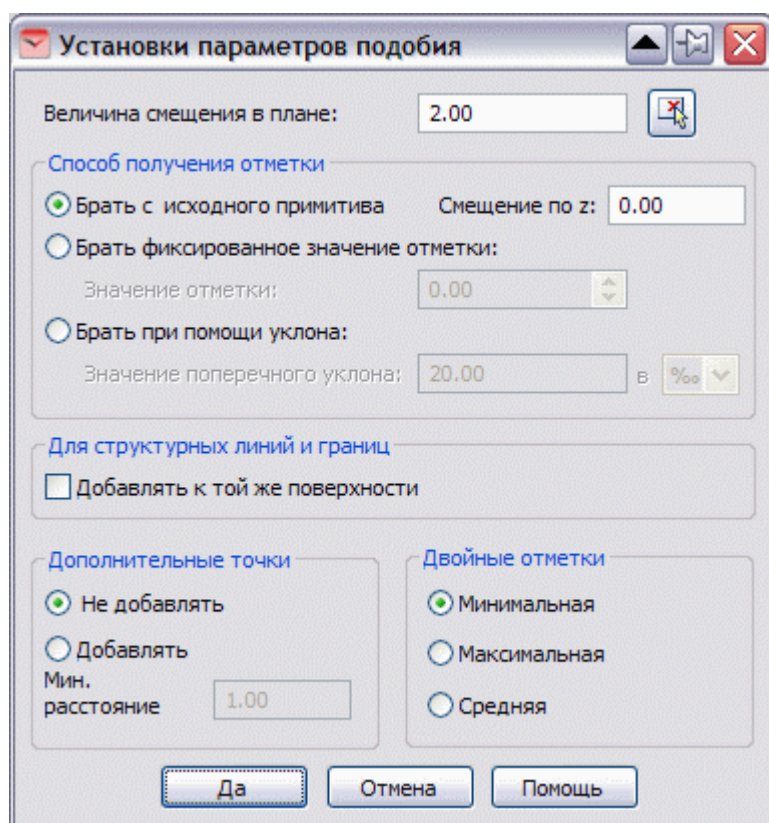 Установки параметров подобия
Величина смещения в плане: 2.00
Способ получения отметки
Брать с исходного примитива Смещение по z: 0.00
Брать фиксированное значение отметки:
Значение отметки: 0.00
Брать при помощи уклона:
Значение поперечного уклона: 20.00 в ‰
Для структурных линий и границ
Добавлять к той же поверхности
Дополнительные точки
Не добавлять
Добавлять
Мин.
расстояние 1.00
Двойные отметки
Минимальная
Максимальная
Средняя
Да Отмена Помощь